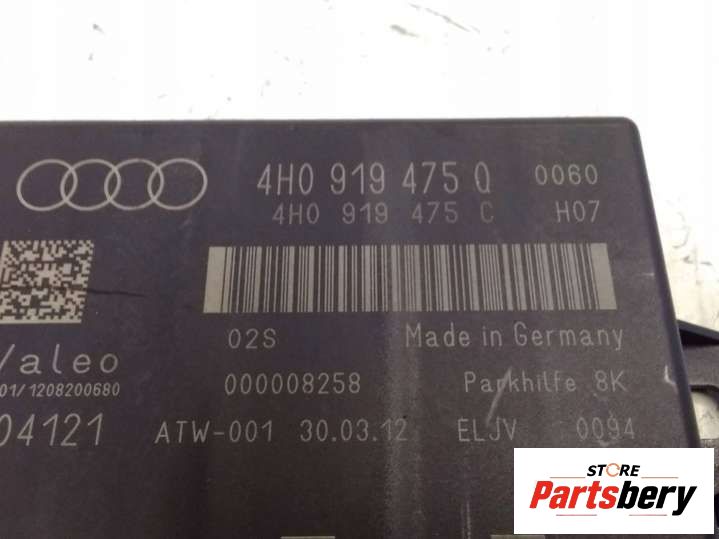 4H0 919 475 Q 0060
4H0 919 475 C H07
02S Made in Germany
Valeo
000008258 Parkhilfe 8K
01/1208200680
04121 ATW-001 30.03.12 ELJV 0094
STORE
Partsbery